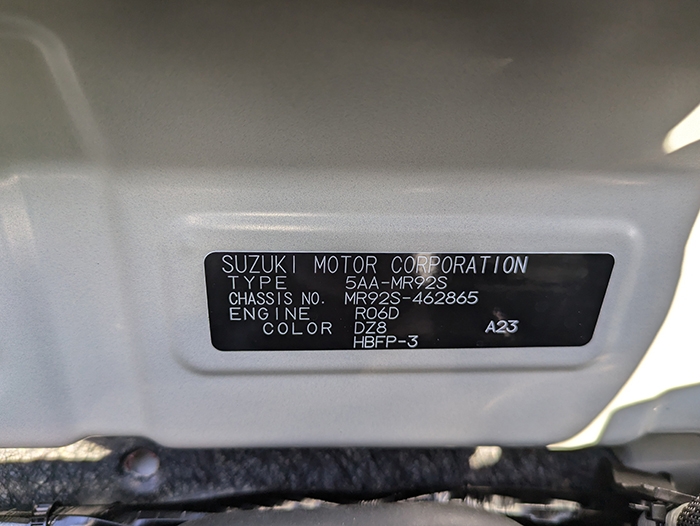 SUZUKI MOTOR CORPORATION
TYPE 5AA-MR92S
CHASSIS NO. MR92S-462865
ENGINE R06D
COLOR DZ8 A23
HBFP-3